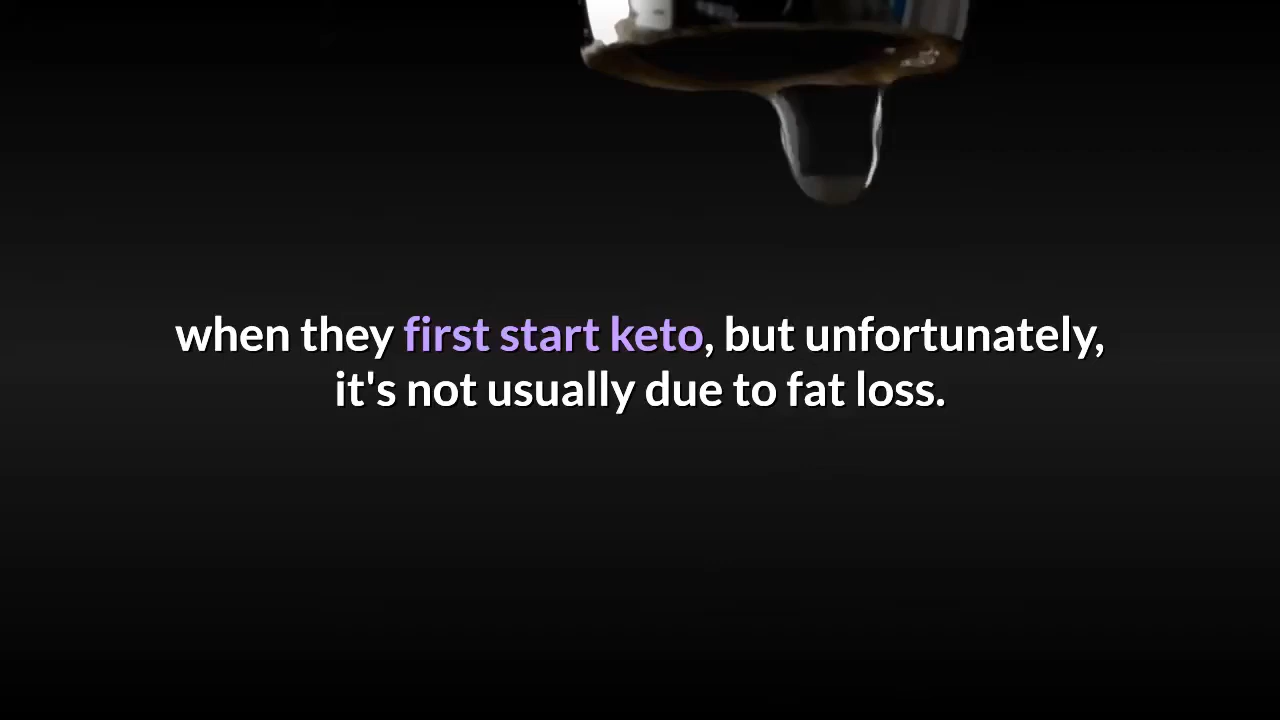 when they first start keto, but unfortunately,
it's not usually due to fat loss.